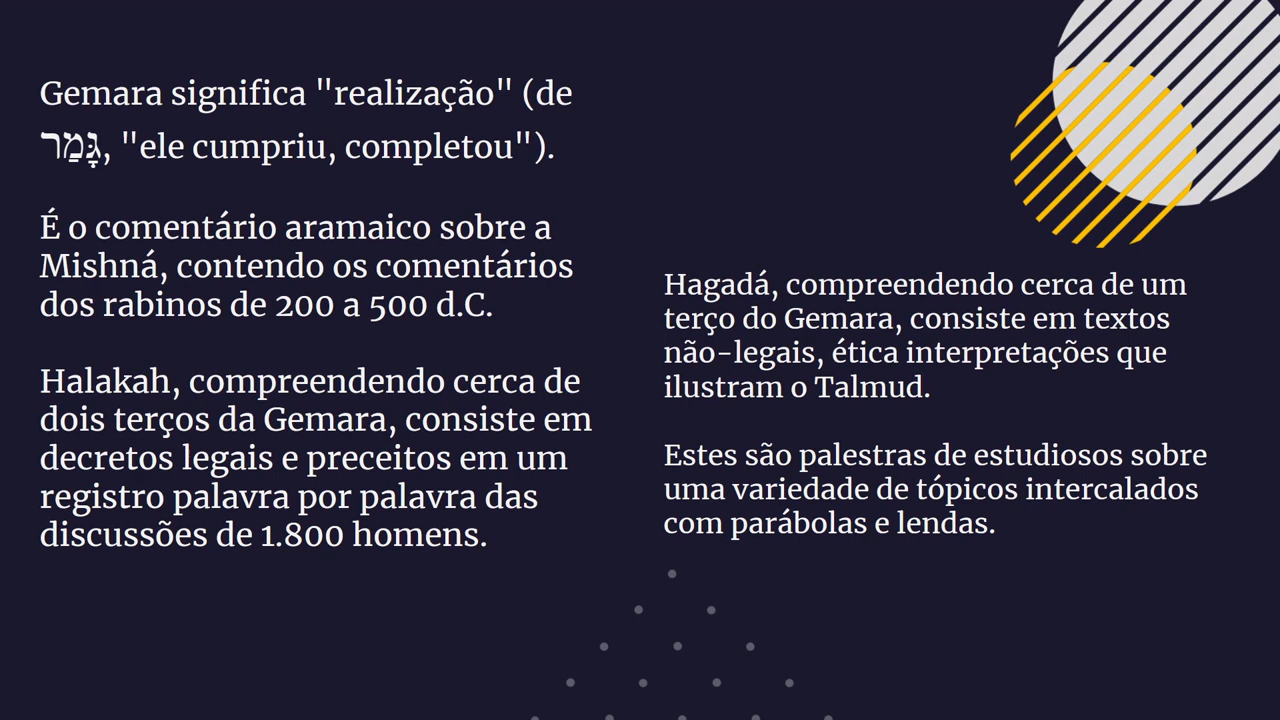 Gemara significa "realização" (de
גָּמַר, "ele cumpriu, completou").
É o comentário aramaico sobre a
Mishná, contendo os comentários
dos rabinos de 200 a 500 d.C.
Halakah, compreendendo cerca de
dois terços da Gemara, consiste em
decretos legais e preceitos em um
registro palavra por palavra das
discussões de 1.800 homens.
Hagadá, compreendendo cerca de um
terço do Gemara, consiste em textos
não-legais, ética interpretações que
ilustram o Talmud.
Estes são palestras de estudiosos sobre
uma variedade de tópicos intercalados
com parábolas e lendas.